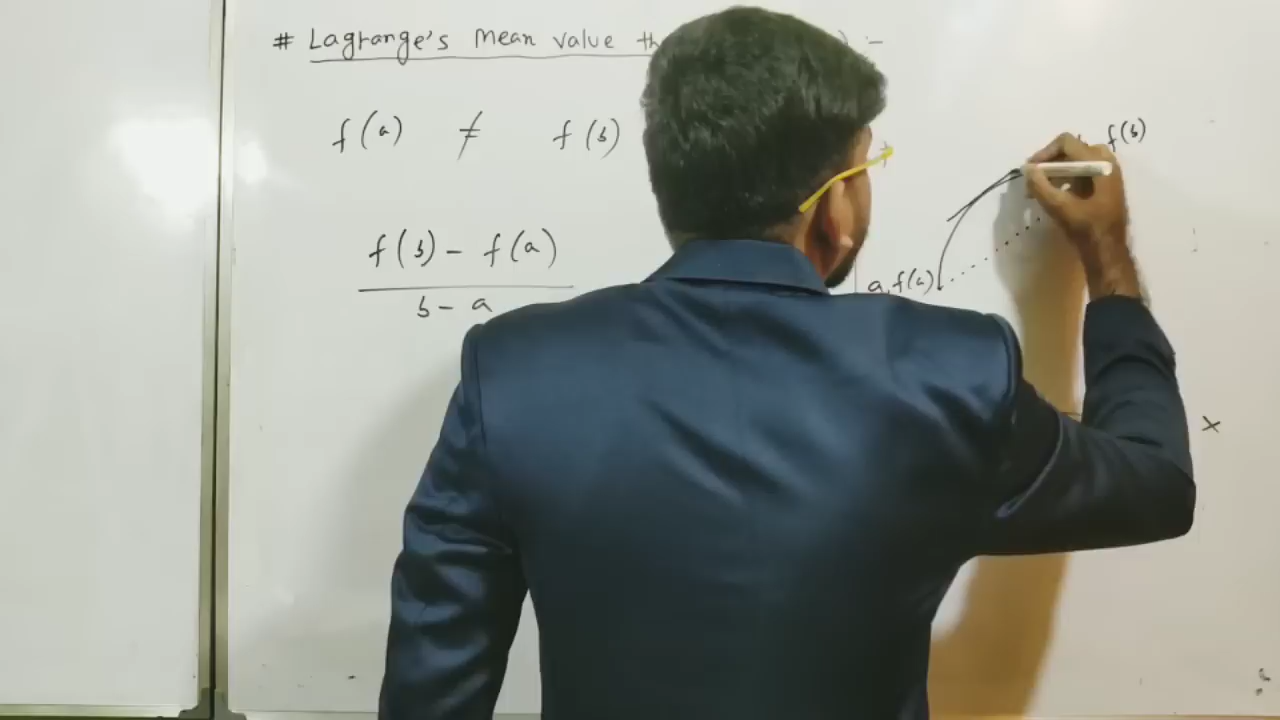 # Lagrange's Mean value
f(a) ≠ f(b)
f(b) - f(a)
b - a
f(b)
a, f(a)
x